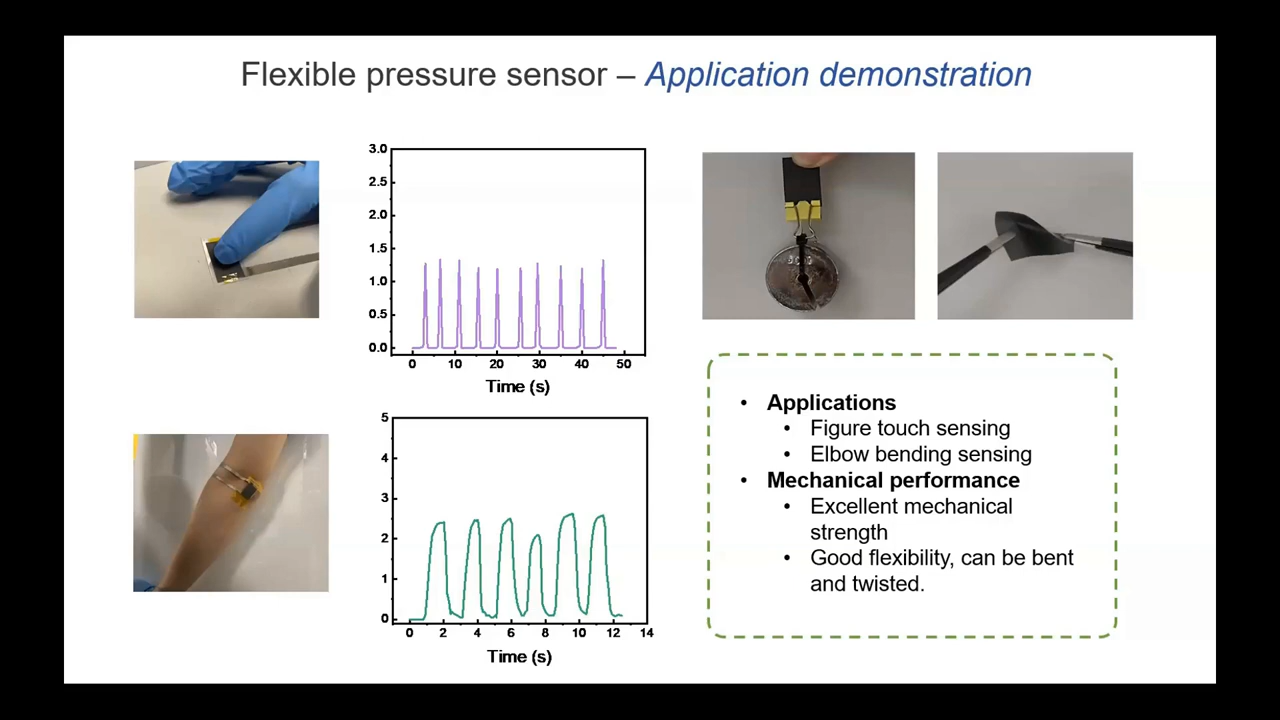 Flexible pressure sensor – Application demonstration
3.0
2.5
2.0
1.5
1.0
0.5
0.0
0 10 20 30 40 50
Time (s)
5
4
3
2
1
0
0 2 4 6 8 10 12 14
Time (s)
• Applications
• Figure touch sensing
• Elbow bending sensing
• Mechanical performance
• Excellent mechanical
strength
• Good flexibility, can be bent
and twisted.